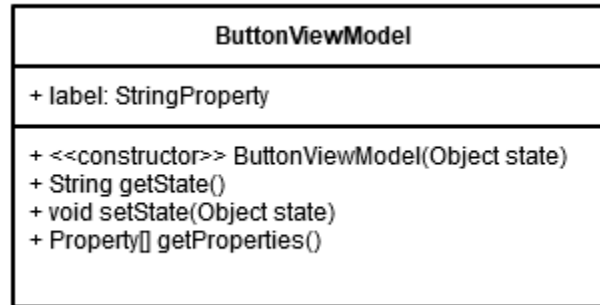 ButtonViewModel
+ label: StringProperty
+ <<constructor>> ButtonViewModel(Object state)
+ String getState()
+ void setState(Object state)
+ Property[] getProperties()